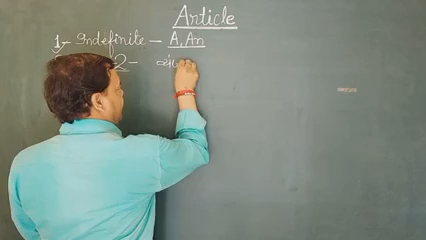 Article
1- Indefinite - A, An
2-